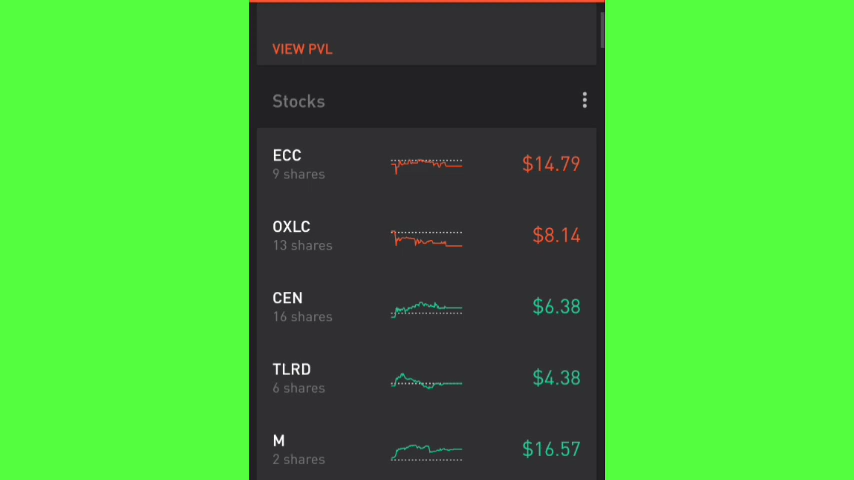 VIEW PVL
Stocks
ECC
9 shares
$14.79
OXLC
13 shares
$8.14
CEN
16 shares
$6.38
TLRD
6 shares
$4.38
M
2 shares
$16.57